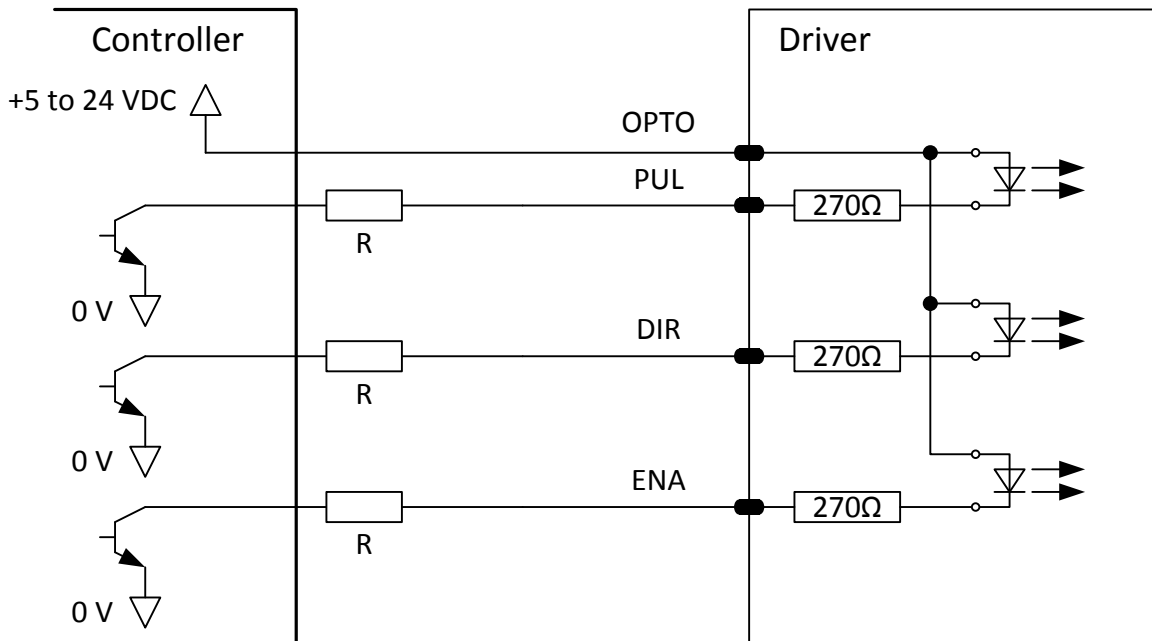 Controller
Driver
+5 to 24 VDC
OPTO
PUL
270Ω
R
0 V
DIR
270Ω
R
0 V
ENA
270Ω
R
0 V